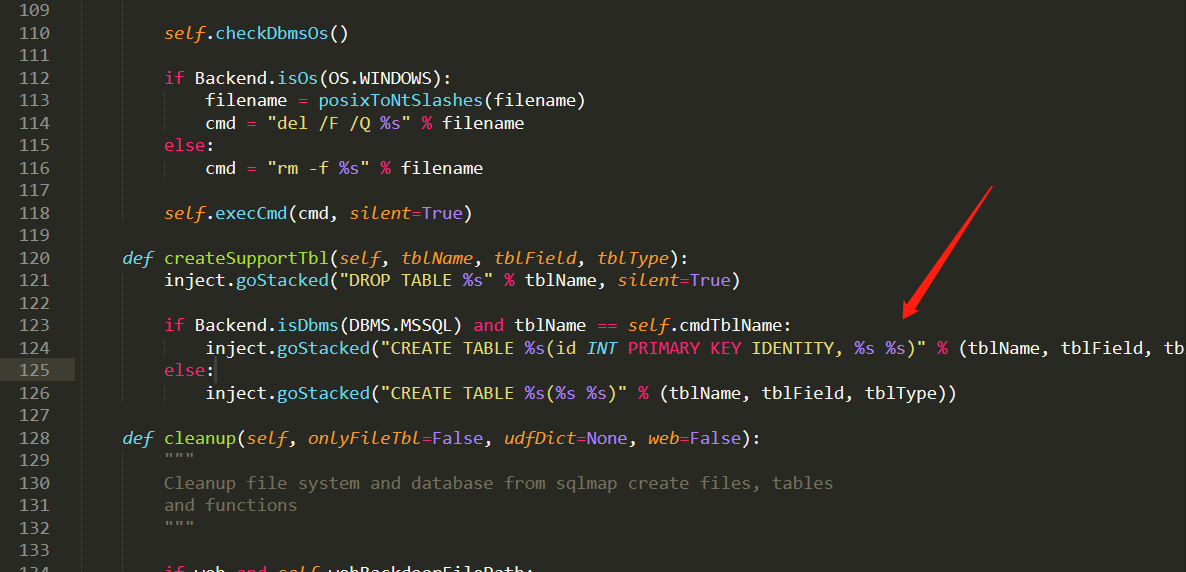 109
110 self.checkDbmsOs()
111
112 if Backend.isOs(OS.WINDOWS):
113 filename = posixToNtSlashes(filename)
114 cmd = "del /F /Q %s" % filename
115 else:
116 cmd = "rm -f %s" % filename
117
118 self.execCmd(cmd, silent=True)
119
120 def createSupportTbl(self, tblName, tblField, tblType):
121 inject.goStacked("DROP TABLE %s" % tblName, silent=True)
122
123 if Backend.isDbms(DBMS.MSSQL) and tblName == self.cmdTblName:
124 inject.goStacked("CREATE TABLE %s(id INT PRIMARY KEY IDENTITY, %s %s)" % (tblName, tblField, tb
125 else:
126 inject.goStacked("CREATE TABLE %s(%s %s)" % (tblName, tblField, tblType))
127
128 def cleanup(self, onlyFileTbl=False, udfDict=None, web=False):
129 """
130 Cleanup file system and database from sqlmap create files, tables
131 and functions
132 """
133
134 if web and self.webBackdoorFilePath: